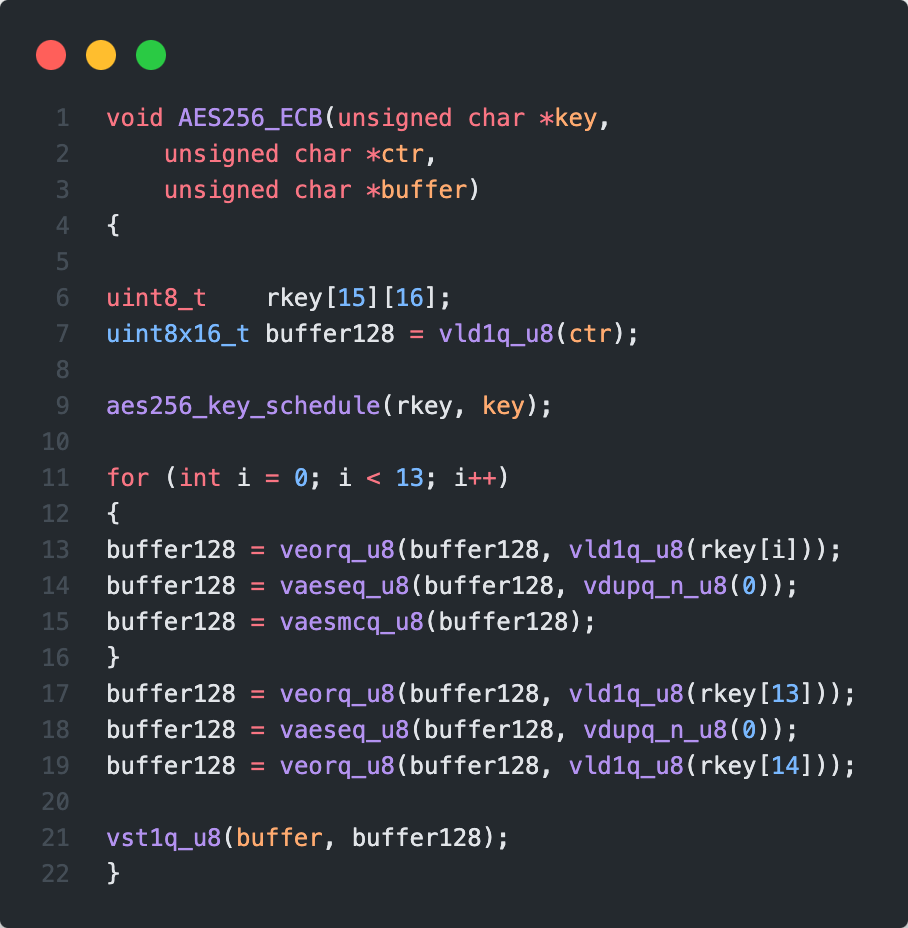 1 void AES256_ECB(unsigned char *key,
2     unsigned char *ctr,
3     unsigned char *buffer)
4 {
5
6 uint8_t    rkey[15][16];
7 uint8x16_t buffer128 = vld1q_u8(ctr);
8
9 aes256_key_schedule(rkey, key);
10
11 for (int i = 0; i < 13; i++)
12 {
13 buffer128 = veorq_u8(buffer128, vld1q_u8(rkey[i]));
14 buffer128 = vaeseq_u8(buffer128, vdupq_n_u8(0));
15 buffer128 = vaesmcq_u8(buffer128);
16 }
17 buffer128 = veorq_u8(buffer128, vld1q_u8(rkey[13]));
18 buffer128 = vaeseq_u8(buffer128, vdupq_n_u8(0));
19 buffer128 = veorq_u8(buffer128, vld1q_u8(rkey[14]));
20
21 vst1q_u8(buffer, buffer128);
22 }